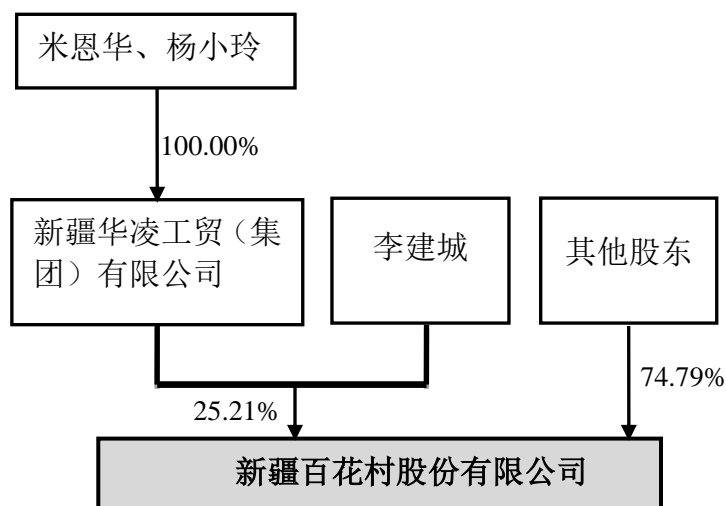 米恩华、杨小玲
100.00%
新疆华凌工贸（集
团）有限公司
李建城
其他股东
25.21%
74.79%
新疆百花村股份有限公司